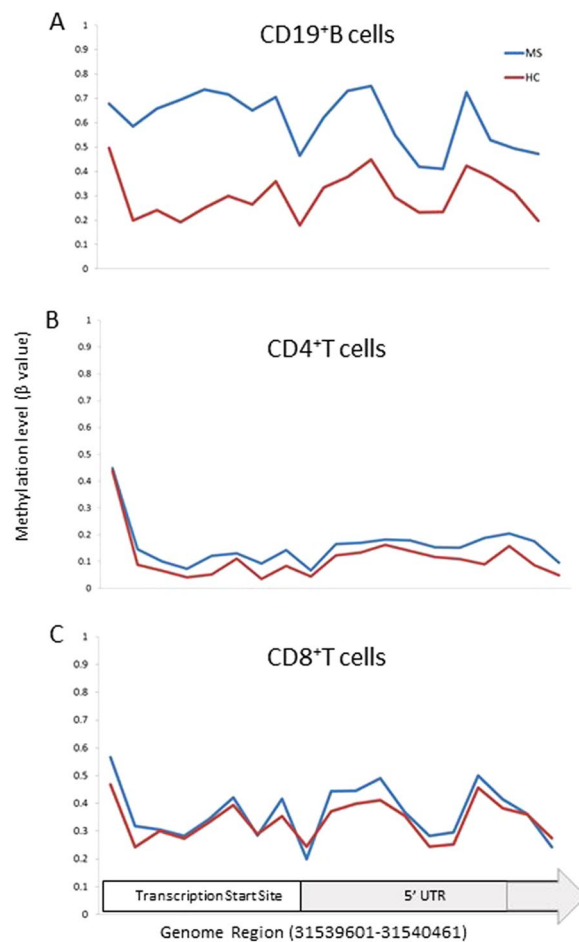 A
CD19⁺B cells
MS
HC
1
0.9
0.8
0.7
0.6
0.5
0.4
0.3
0.2
0.1
0
B
CD4⁺T cells
Methylation level (β value)
1
0.9
0.8
0.7
0.6
0.5
0.4
0.3
0.2
0.1
0
C
CD8⁺T cells
1
0.9
0.8
0.7
0.6
0.5
0.4
0.3
0.2
0.1
0
Transcription Start Site
5' UTR
Genome Region (31539601-31540461)